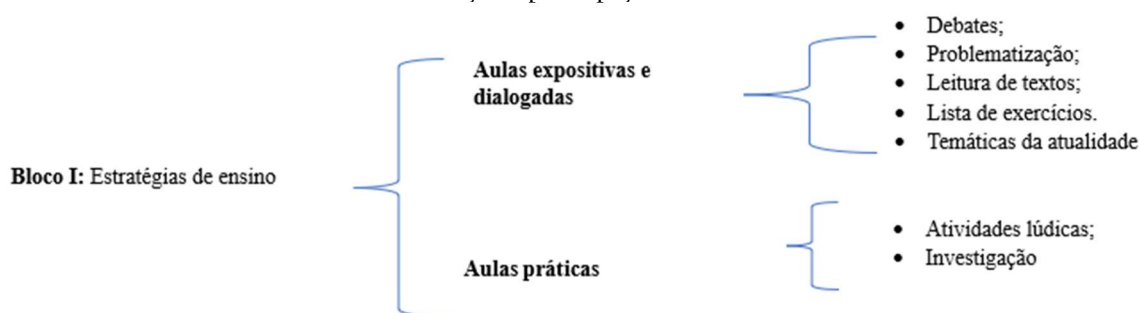 Aulas expositivas e
dialogadas
• Debates;
• Problematização;
• Leitura de textos;
• Lista de exercícios.
• Temáticas da atualidade
Bloco I: Estratégias de ensino
Aulas práticas
• Atividades lúdicas;
• Investigação